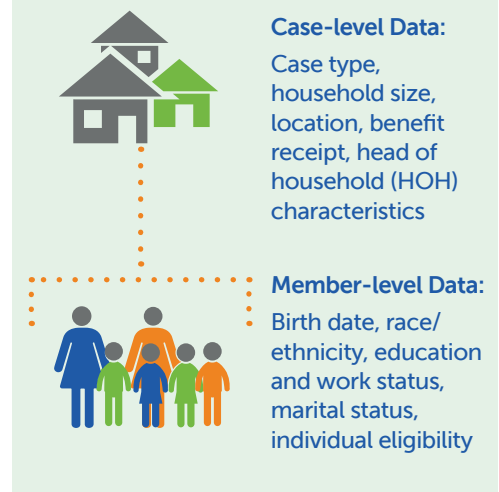 Case-level Data:
Case type,
household size,
location, benefit
receipt, head of
household (HOH)
characteristics
Member-level Data:
Birth date, race/
ethnicity, education
and work status,
marital status,
individual eligibility